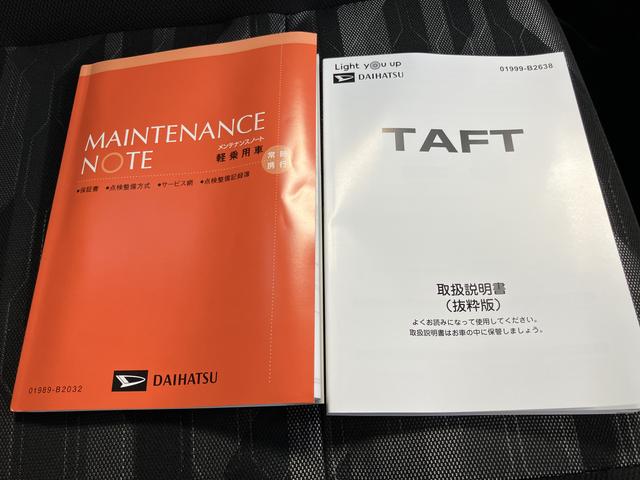 MAINTENANCE
NOTE
メンテナンスノート
軽乗用車
常時
携行
•保証書 •点検整備方式 •サービス網 •点検整備記録簿
01989-B2032
DAIHATSU
Light you up
DAIHATSU
01999-B2638
TAFT
取扱説明書
（抜粋版）
よくお読みになって使用してください。
取扱説明書はお車の中に保管しましょう。